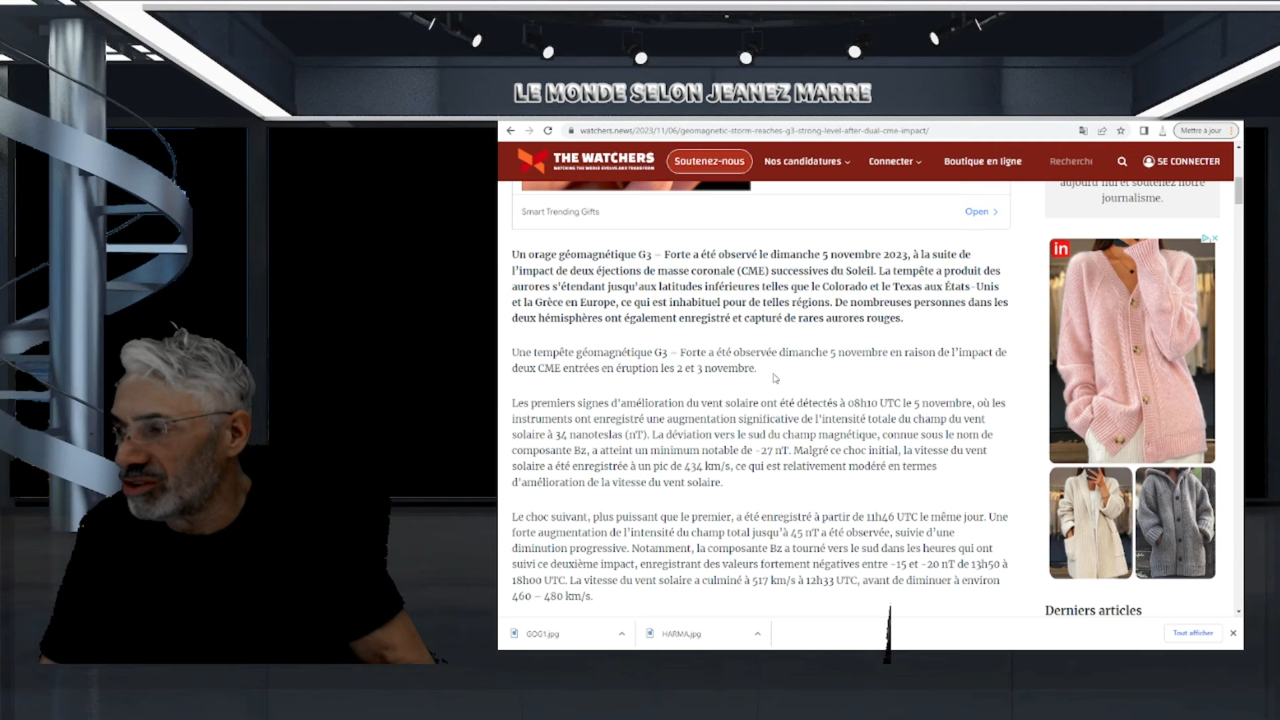 LE MONDE SELON JEANEZ MARRE
watchers.news/2023/11/06/geomagnetic-storm-reaches-g3-strong-level-after-dual-cme-impact/
Mettre à jour
THE WATCHERS
WATCHING THE WORLD EVOLVE AND TRANSFORM
Soutenez-nous
Nos candidatures
Connecter
Boutique en ligne
Recherche
SE CONNECTER
aujourd'hui et soutenez notre
journalisme.
Smart Trending Gifts
Open
Un orage géomagnétique G3 – Forte a été observé le dimanche 5 novembre 2023, à la suite de
l'impact de deux éjections de masse coronale (CME) successives du Soleil. La tempête a produit des
aurores s'étendant jusqu'aux latitudes inférieures telles que le Colorado et le Texas aux États-Unis
et la Grèce en Europe, ce qui est inhabituel pour de telles régions. De nombreuses personnes dans les
deux hémisphères ont également enregistré et capturé de rares aurores rouges.
Une tempête géomagnétique G3 – Forte a été observée dimanche 5 novembre en raison de l'impact de
deux CME entrées en éruption les 2 et 3 novembre.
Les premiers signes d'amélioration du vent solaire ont été détectés à 08h10 UTC le 5 novembre, où les
instruments ont enregistré une augmentation significative de l'intensité totale du champ du vent
solaire à 34 nanoteslas (nT). La déviation vers le sud du champ magnétique, connue sous le nom de
composante Bz, a atteint un minimum notable de -27 nT. Malgré ce choc initial, la vitesse du vent
solaire a été enregistrée à un pic de 434 km/s, ce qui est relativement modéré en termes
d'amélioration de la vitesse du vent solaire.
Le choc suivant, plus puissant que le premier, a été enregistré à partir de 11h46 UTC le même jour. Une
forte augmentation de l'intensité du champ total jusqu'à 45 nT a été observée, suivie d'une
diminution progressive. Notamment, la composante Bz a tourné vers le sud dans les heures qui ont
suivi ce deuxième impact, enregistrant des valeurs fortement négatives entre -15 et -20 nT de 13h50 à
18h00 UTC. La vitesse du vent solaire a culminé à 517 km/s à 12h33 UTC, avant de diminuer à environ
460 – 480 km/s.
in
Derniers articles
GOG1.jpg
HARMA.jpg
Tout afficher